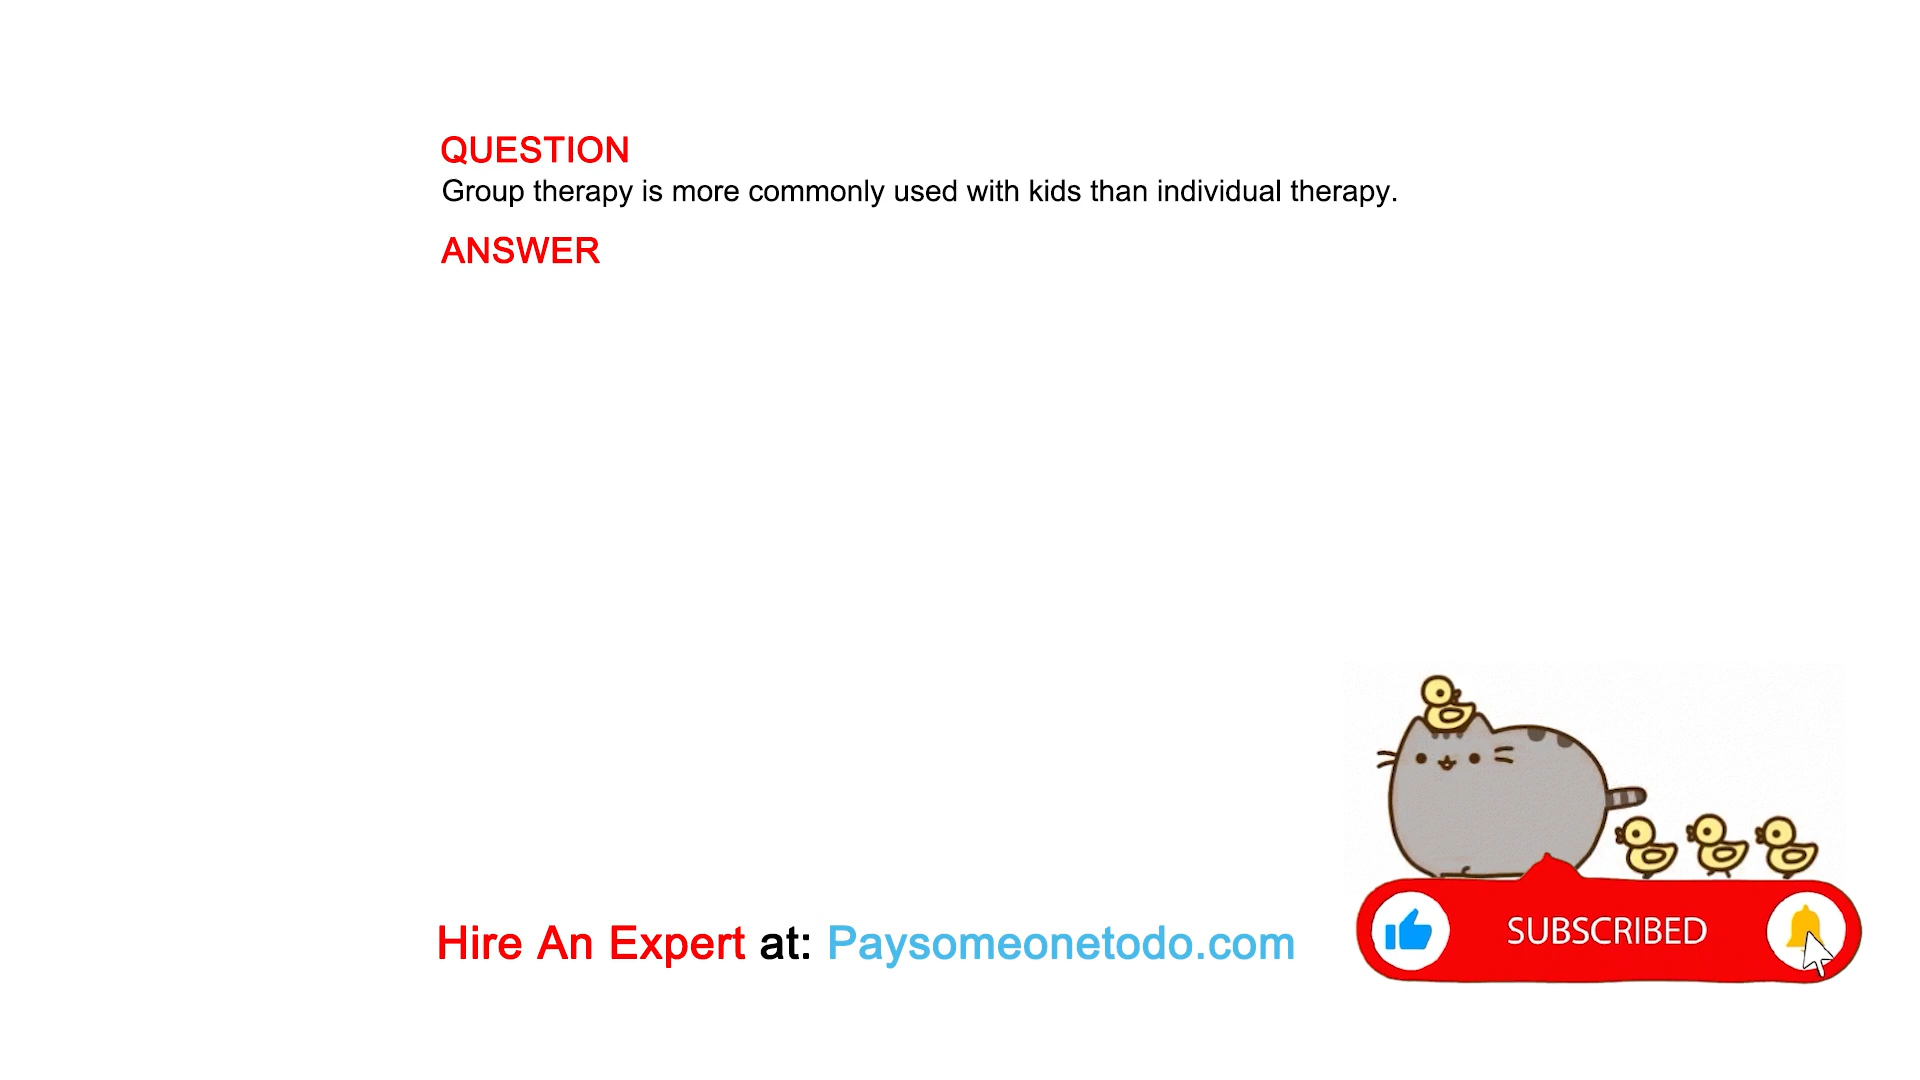 QUESTION
Group therapy is more commonly used with kids than individual therapy.
ANSWER
Hire An Expert at: Paysomeonetodo.com
SUBSCRIBED